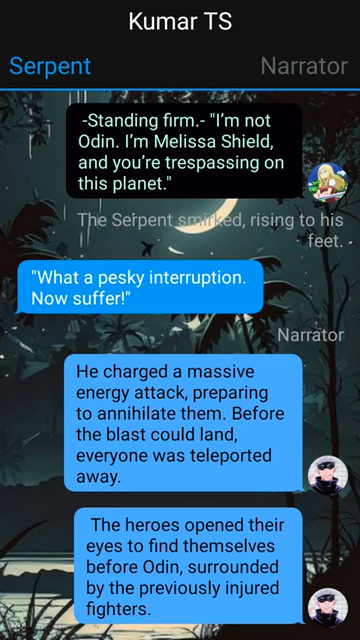 Kumar TS
Serpent
Narrator
-Standing firm.- "I'm not
Odin. I'm Melissa Shield,
and you're trespassing on
this planet."
The Serpent smirked, rising to his
feet.
"What a pesky interruption.
Now suffer!"
Narrator
He charged a massive
energy attack, preparing
to annihilate them. Before
the blast could land,
everyone was teleported
away.
The heroes opened their
eyes to find themselves
before Odin, surrounded
by the previously injured
fighters.